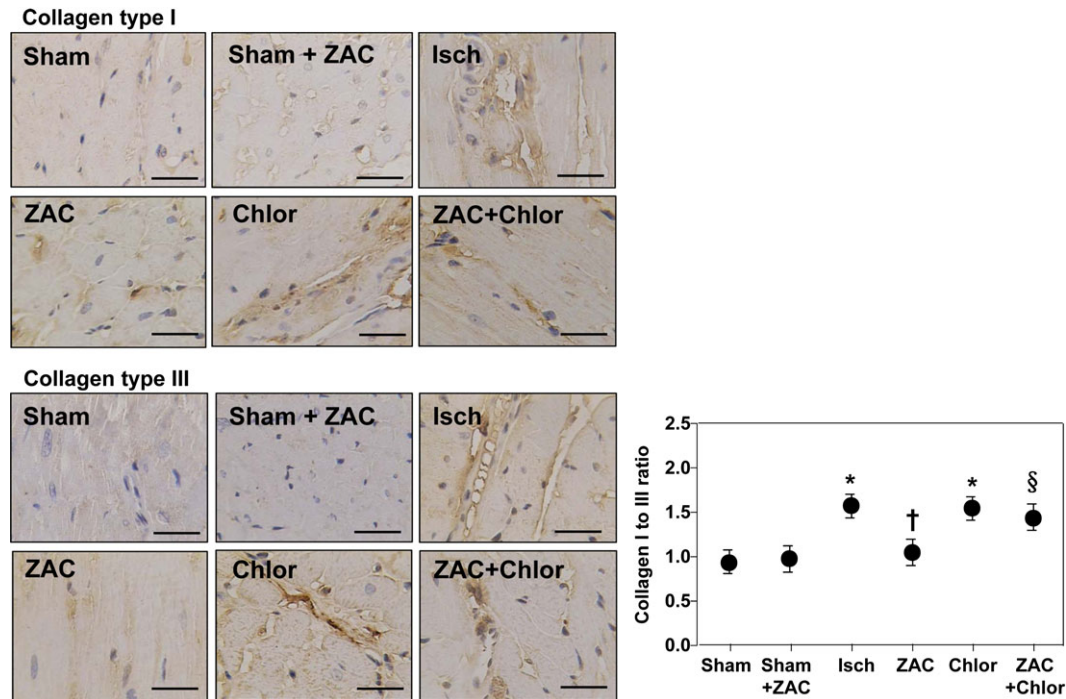 Collagen type I
Sham
Sham + ZAC
Isch
ZAC
Chlor
ZAC+Chlor
Collagen type III
Sham
Sham + ZAC
Isch
ZAC
Chlor
ZAC+Chlor
Collagen I to III ratio
2.5
2.0
1.5
1.0
0.5
0.0
*
†
*
§
Sham
Sham
+ZAC
Isch
ZAC
Chlor
ZAC
+Chlor